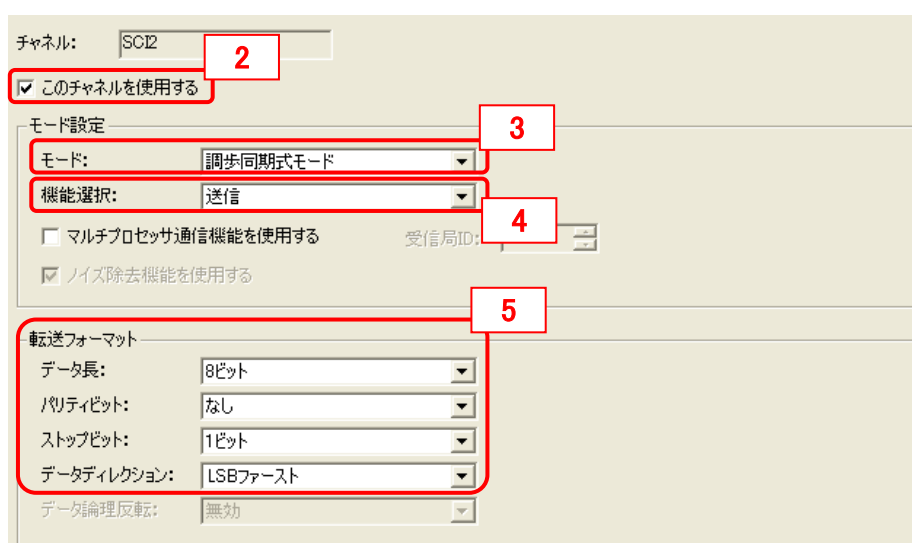 チャネル: SCI2
2
このチャネルを使用する
モード設定
3
モード: 調歩同期式モード
機能選択: 送信
4
マルチプロセッサ通信機能を使用する 受信局ID:
ノイズ除去機能を使用する
5
転送フォーマット
データ長: 8ビット
パリティビット: なし
ストップビット: 1ビット
データディレクション: LSBファースト
データ論理反転: 無効